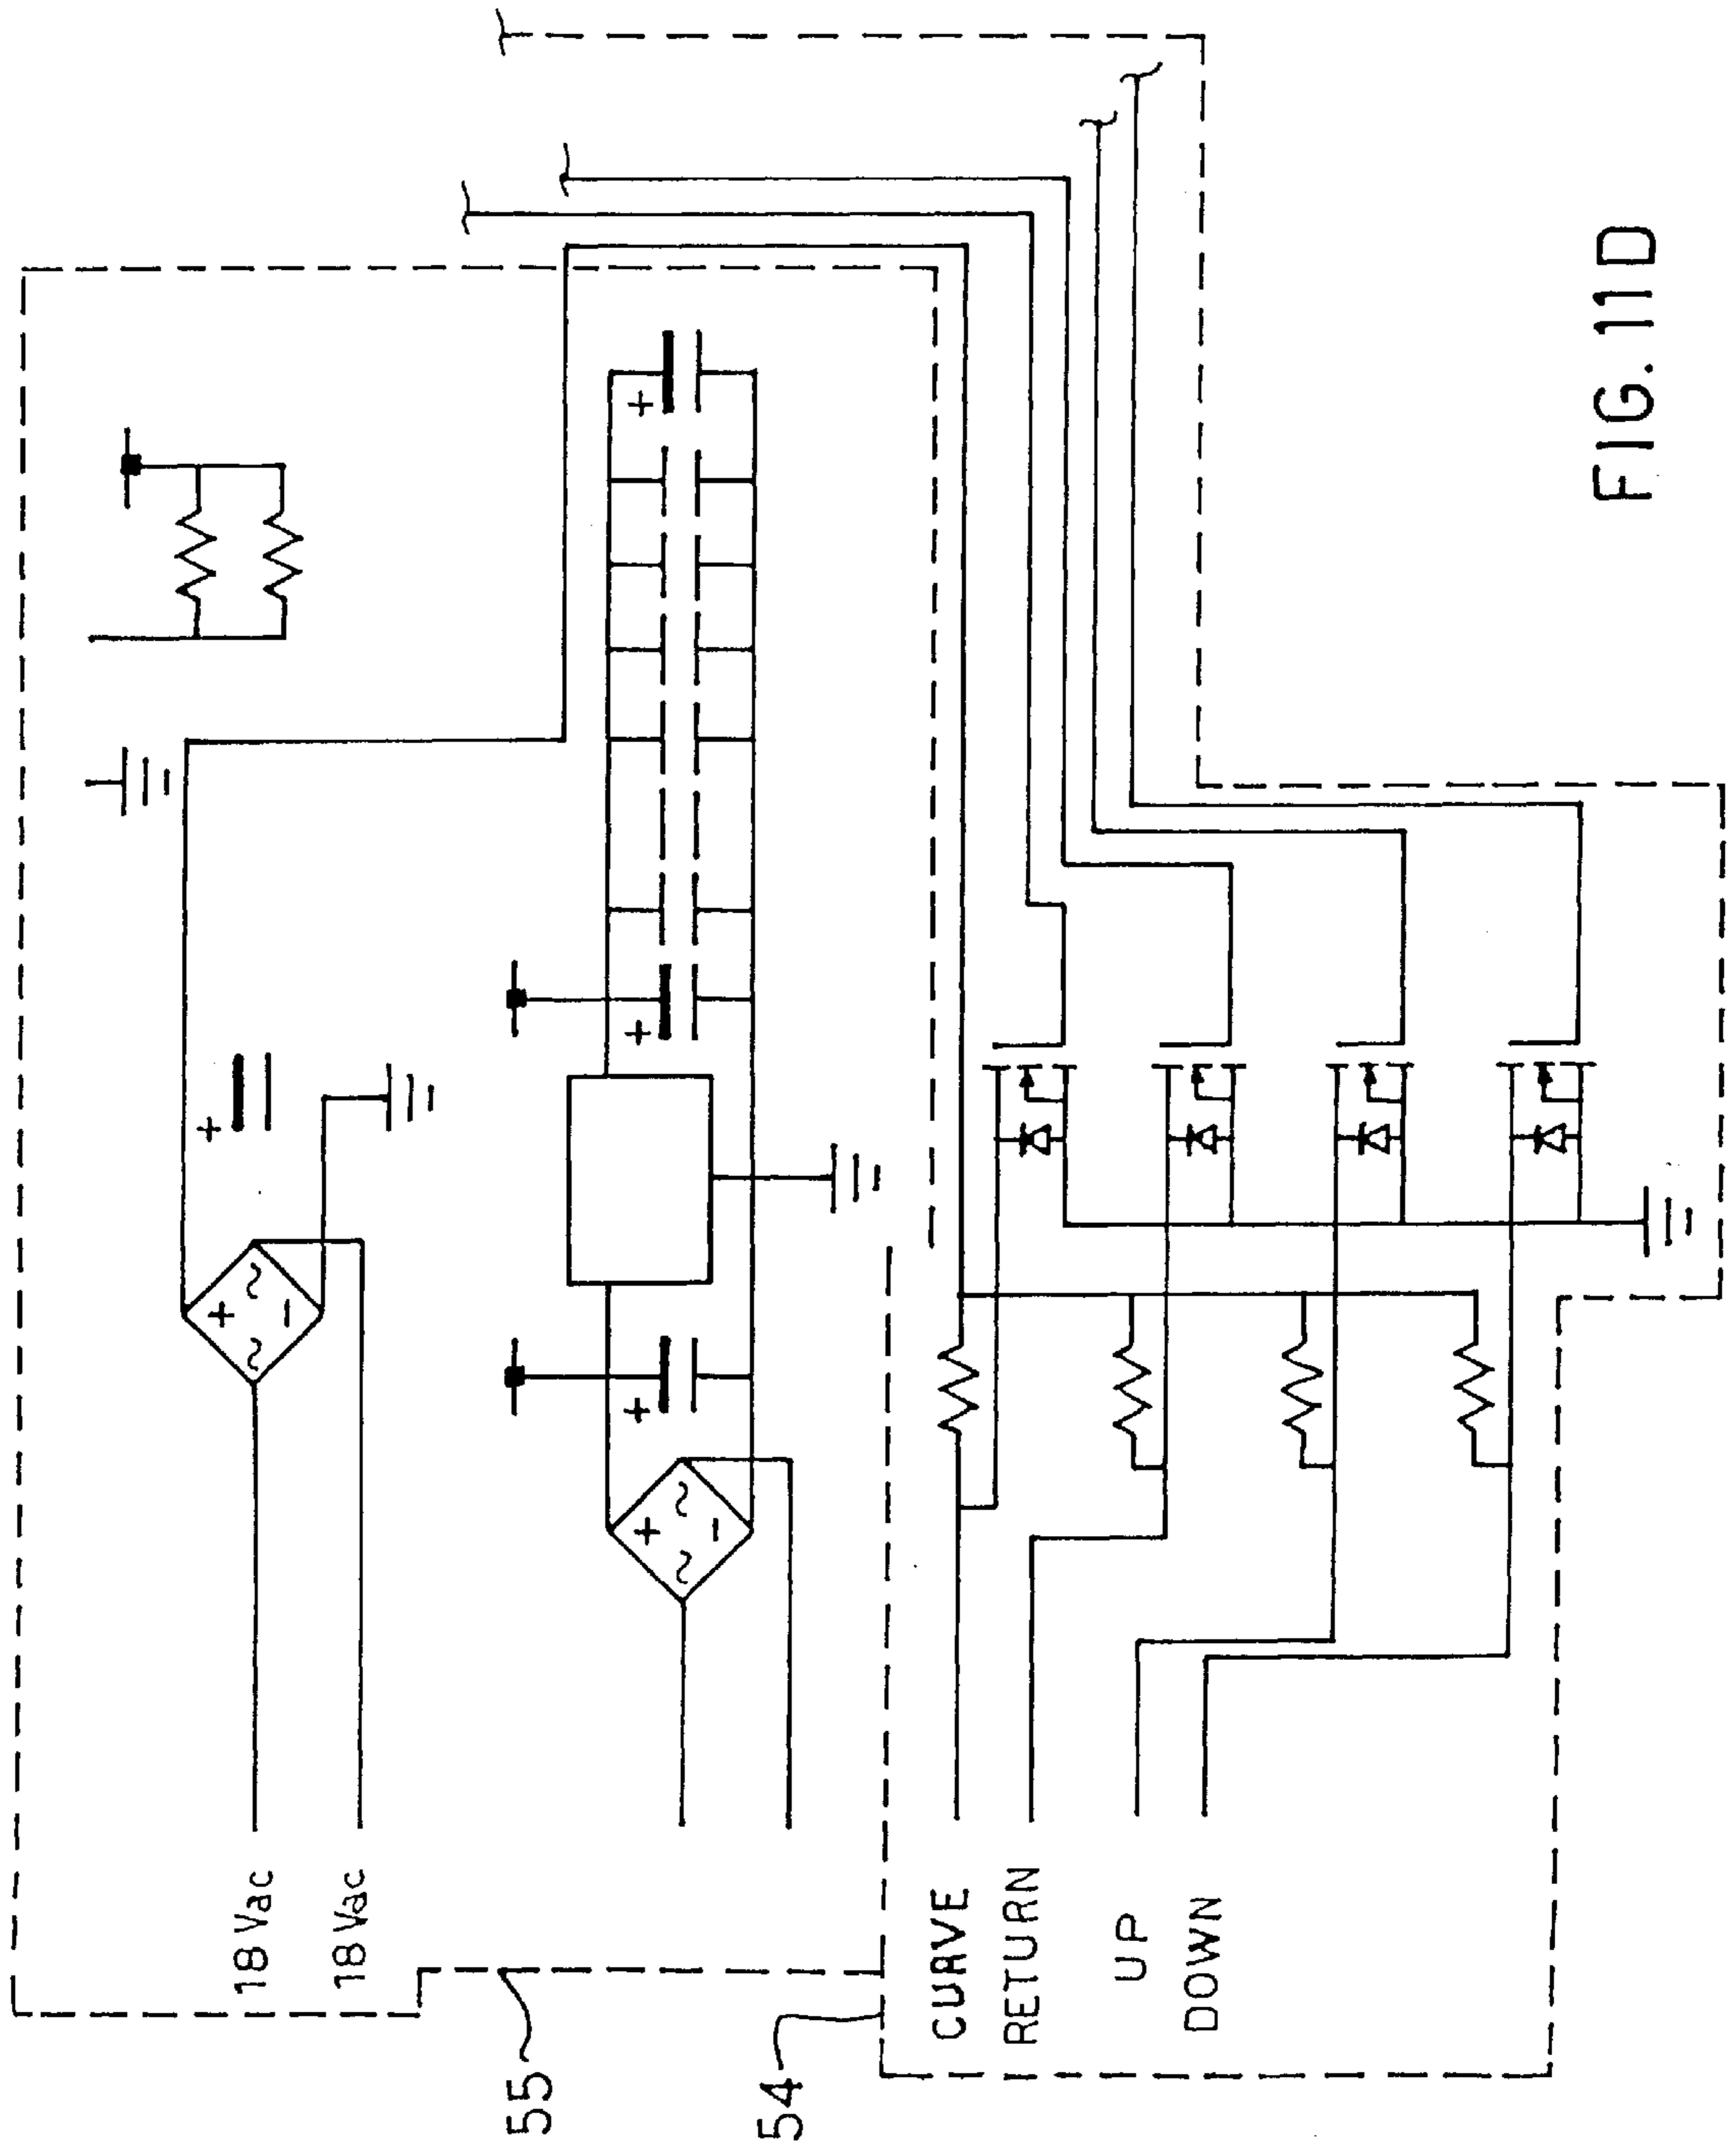 18 Vac
18 Vac
55
54
CURVE
RETURN
UP
DOWN
+
~
~
-
+
+
~
~
-
+
+
+
FIG. 11D